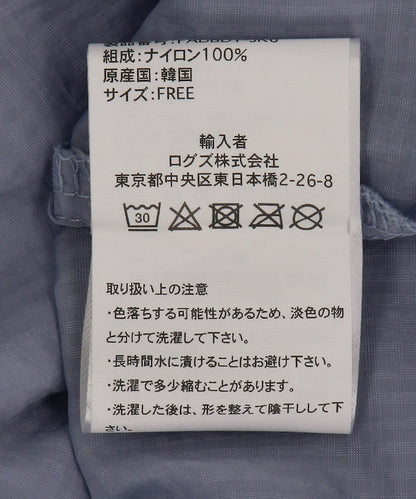 組成:ナイロン100%
原産国:韓国
サイズ:FREE
輸入者
ログズ株式会社
東京都中央区東日本橋2-26-8
30
取り扱い上の注意
・色落ちする可能性があるため、淡色の物
と分けて洗濯して下さい。
・長時間水に漬けることはお避け下さい。
・洗濯で多少縮むことがあります。
・洗濯した後は、形を整えて陰干しして下
さい。